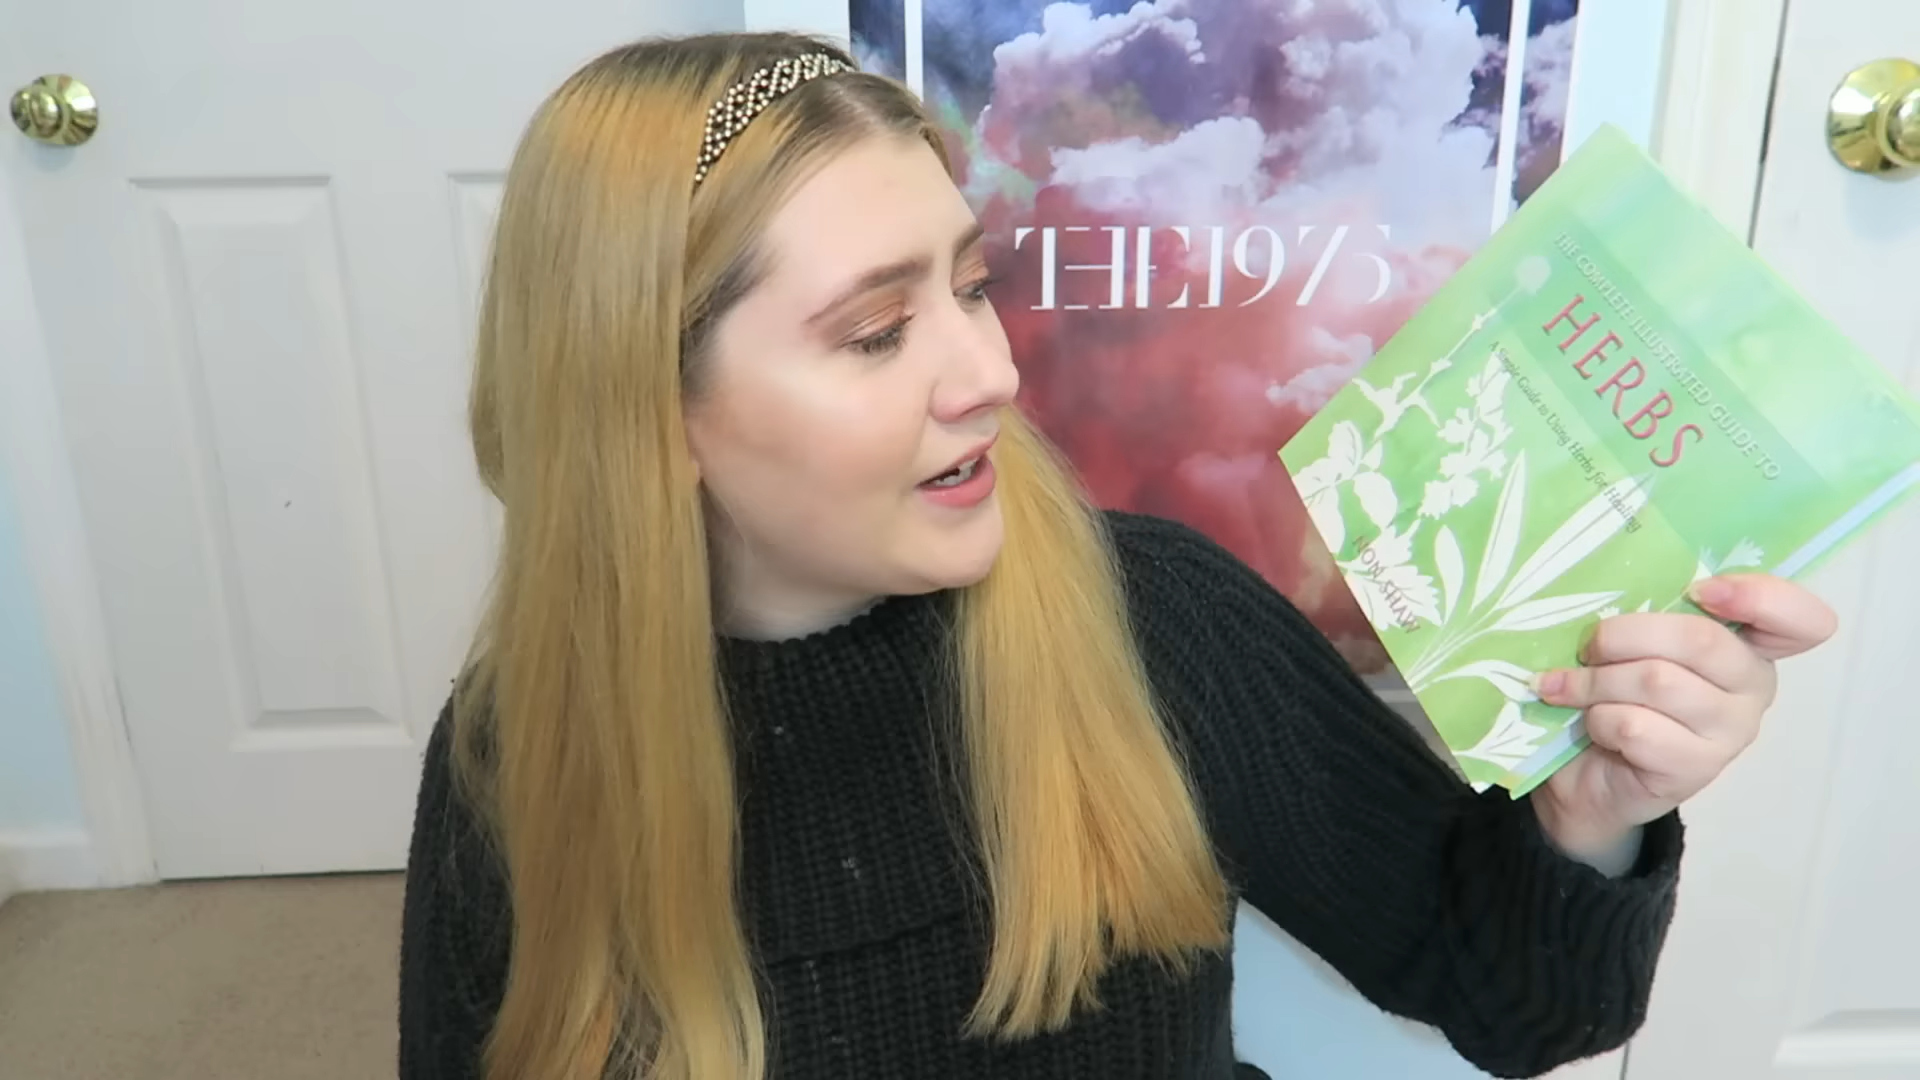 THE 1975
THE COMPLETE ILLUSTRATED GUIDE TO
HERBS
A Simple Guide to Using Herbs for Healing
NON SHAW